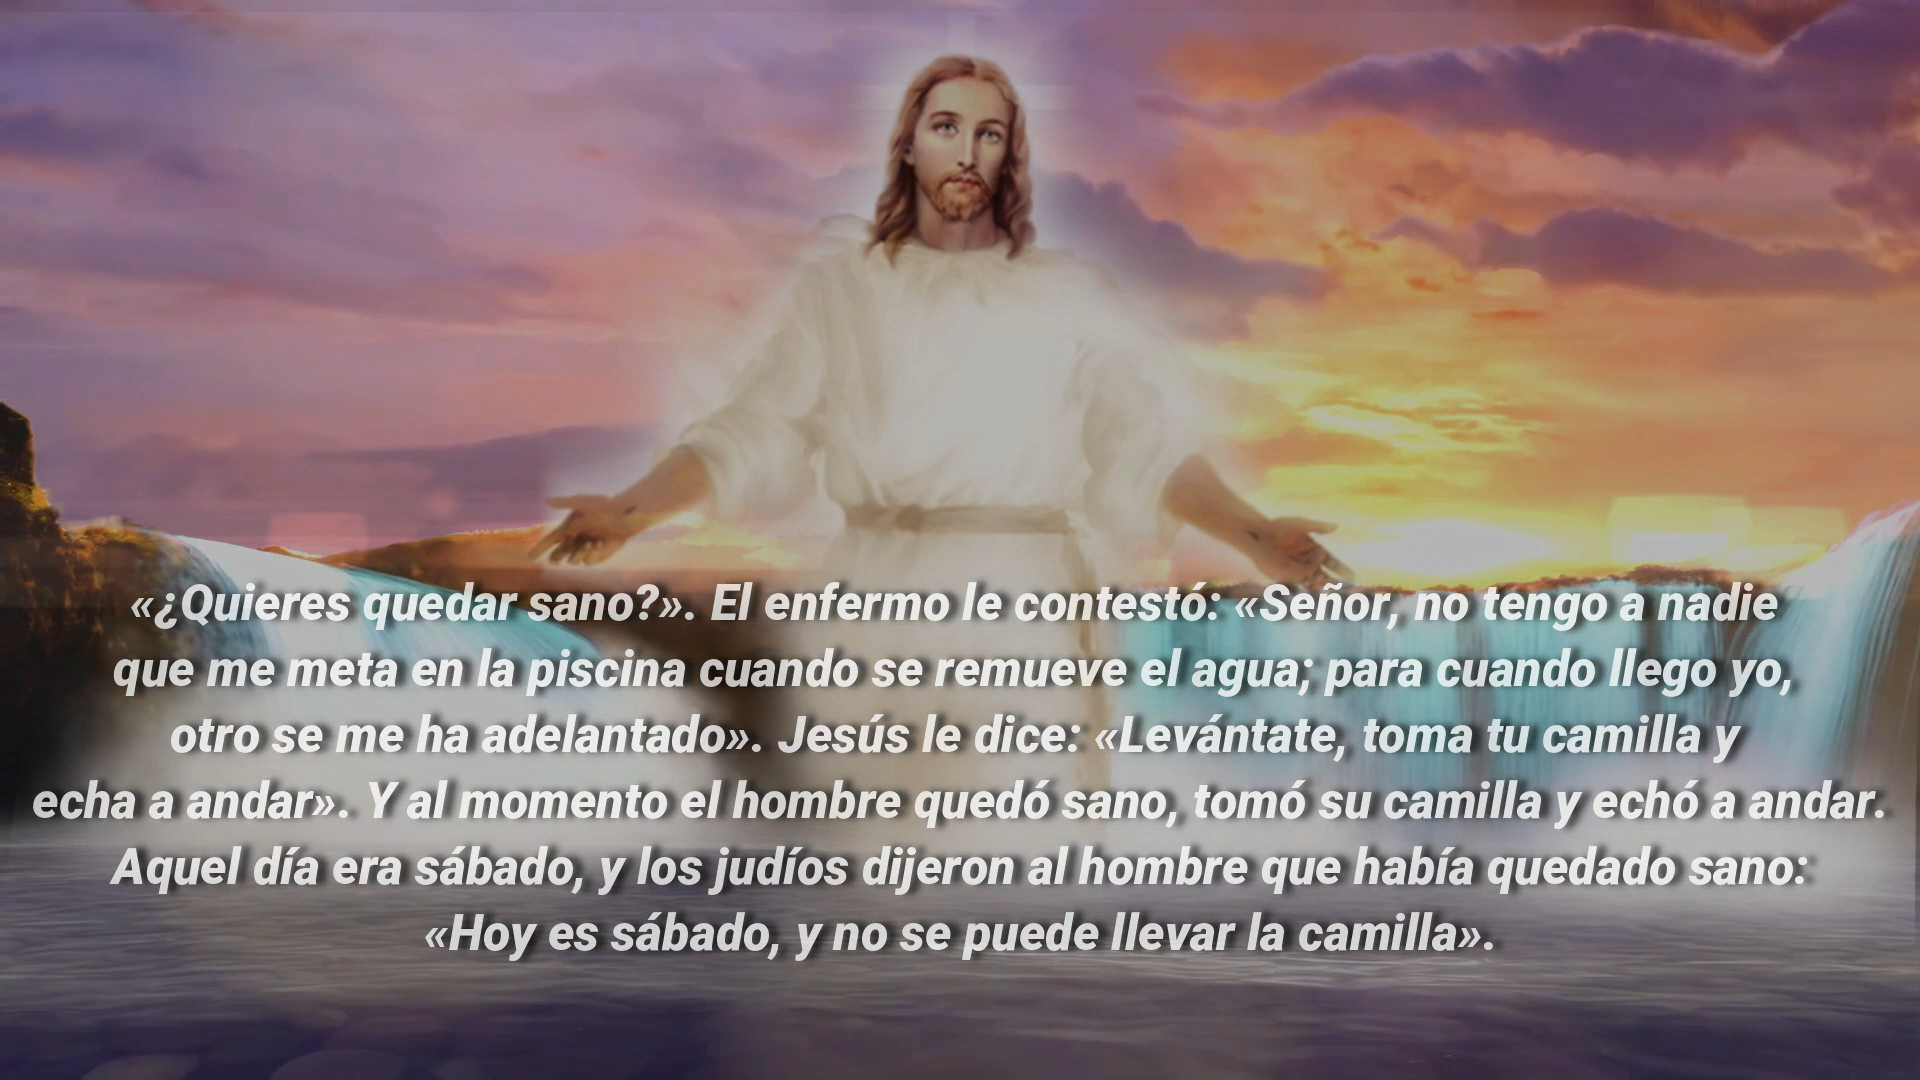 «¿Quieres quedar sano?». El enfermo le contestó: «Señor, no tengo a nadie
que me meta en la piscina cuando se remueve el agua; para cuando llego yo,
otro se me ha adelantado». Jesús le dice: «Levántate, toma tu camilla y
echa a andar». Y al momento el hombre quedó sano, tomó su camilla y echó a andar.
Aquel día era sábado, y los judíos dijeron al hombre que había quedado sano:
«Hoy es sábado, y no se puede llevar la camilla».